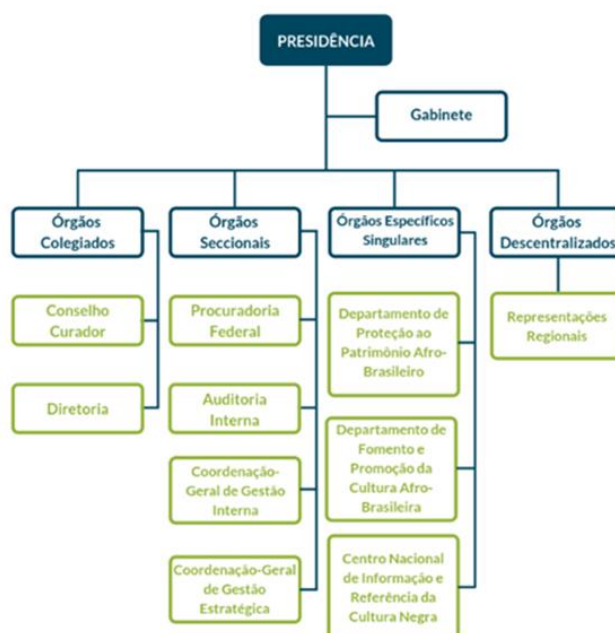 PRESIDÊNCIA
Gabinete
Órgãos
Colegiados
Conselho
Curador
Diretoria
Órgãos
Seccionais
Procuradoria
Federal
Auditoria
Interna
Coordenação-
Geral de Gestão
Interna
Coordenação-Geral
de Gestão
Estratégica
Órgãos Específicos
Singulares
Departamento de
Proteção ao
Patrimônio Afro-
Brasileiro
Departamento de
Fomento e
Promoção da
Cultura Afro-
Brasileira
Centro Nacional
de Informação e
Referência da
Cultura Negra
Órgãos
Descentralizados
Representações
Regionais